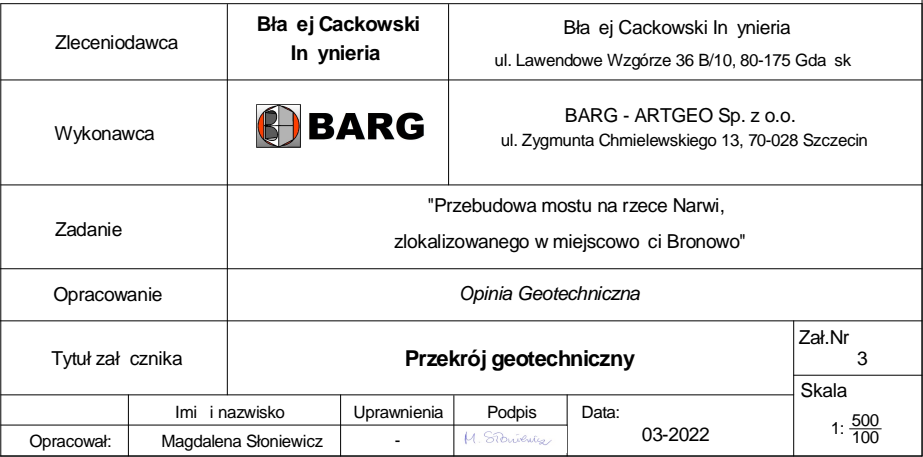 Zleceniodawca
Bła ej Cackowski
In ynieria
Bła ej Cackowski In ynieria
ul. Lawendowe Wzgórze 36 B/10, 80-175 Gda sk
Wykonawca
BARG
BARG - ARTGEO Sp. z o.o.
ul. Zygmunta Chmielewskiego 13, 70-028 Szczecin
Zadanie
"Przebudowa mostu na rzece Narwi,
zlokalizowanego w miejscowo ci Bronowo"
Opracowanie
Opinia Geotechniczna
Tytuł zał cznika
Przekrój geotechniczny
Zał.Nr
3
Skala
1: 500
100
Imi i nazwisko
Uprawnienia
Podpis
Data:
03-2022
Opracował:
Magdalena Słoniewicz
-
M. Słoniewicz